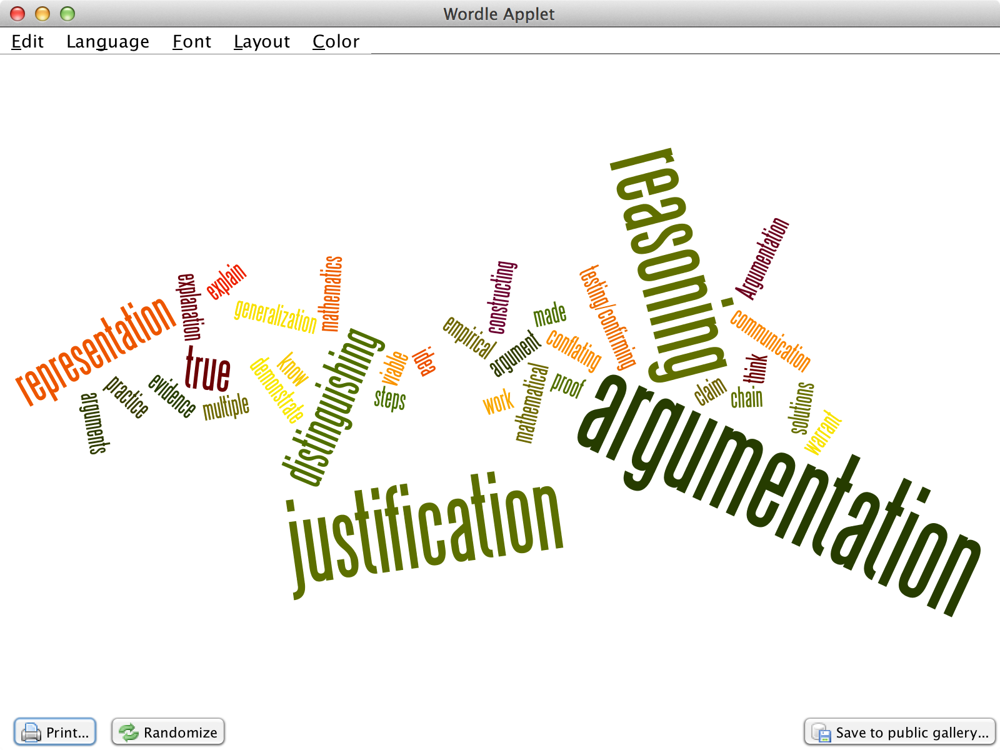 Wordle Applet
Edit Language Font Layout Color
reasoning
Argumentation
explanation
explain
mathematics
constructing
testing/confirming
representation
generalization
empirical
made
communication
true
know
demonstrate
distinguishing
viable
idea
argument
conflating
think
practice
evidence
multiple
steps
work
mathematical
proof
claim
chain
solutions
arguments
warrant
argumentation
justification
Print... Randomize Save to public gallery...